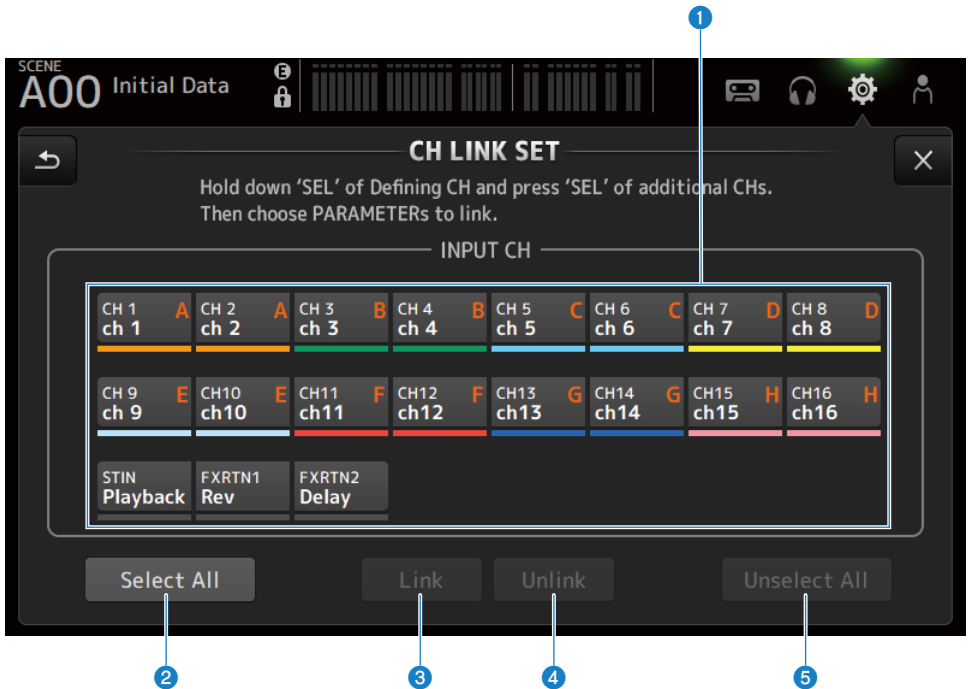 1
SCENE
A00 Initial Data E
CH LINK SET
Hold down ‘SEL’ of Defining CH and press ‘SEL’ of additional CHs.
Then choose PARAMETERs to link.
INPUT CH
CH 1 A CH 2 A CH 3 B CH 4 B CH 5 C CH 6 C CH 7 D CH 8 D
ch 1 ch 2 ch 3 ch 4 ch 5 ch 6 ch 7 ch 8
CH 9 E CH10 E CH11 F CH12 F CH13 G CH14 G CH15 H CH16 H
ch 9 ch10 ch11 ch12 ch13 ch14 ch15 ch16
STIN FXRTN1 FXRTN2
Playback Rev Delay
Select All Link Unlink Unselect All
2 3 4 5